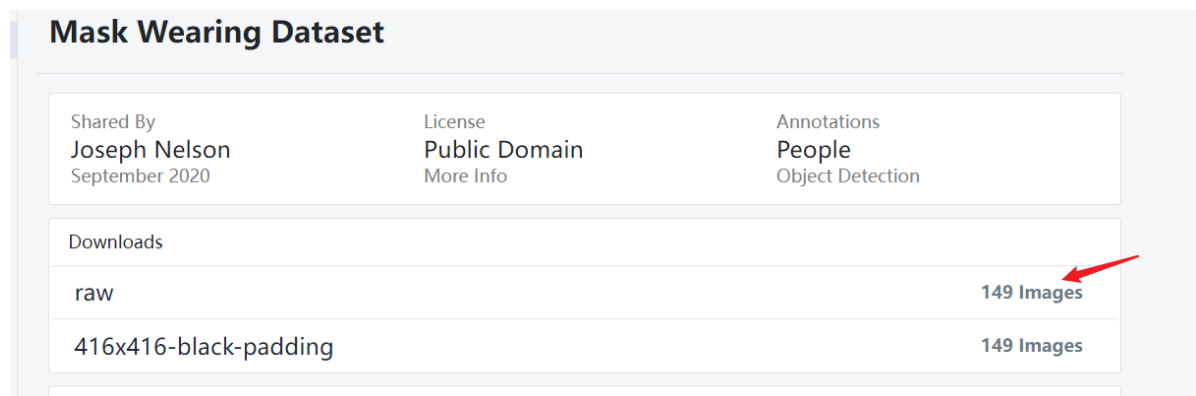 Mask Wearing Dataset
Shared By
Joseph Nelson
September 2020
License
Public Domain
More Info
Annotations
People
Object Detection
Downloads
raw 149 Images
416x416-black-padding 149 Images